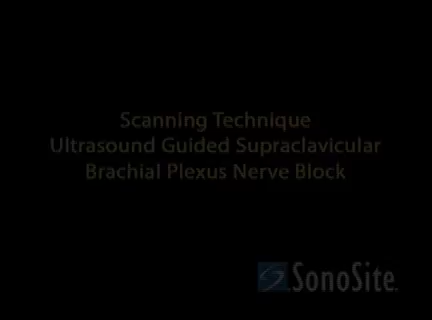 Scanning Technique
Ultrasound Guided Supraclavicular
Brachial Plexus Nerve Block
SonoSite.